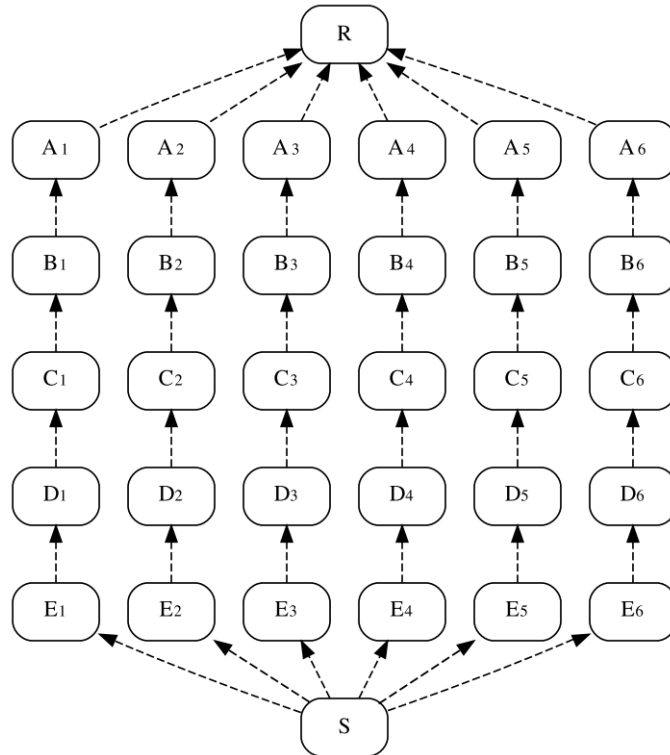 R
A1 A2 A3 A4 A5 A6
B1 B2 B3 B4 B5 B6
C1 C2 C3 C4 C5 C6
D1 D2 D3 D4 D5 D6
E1 E2 E3 E4 E5 E6
S